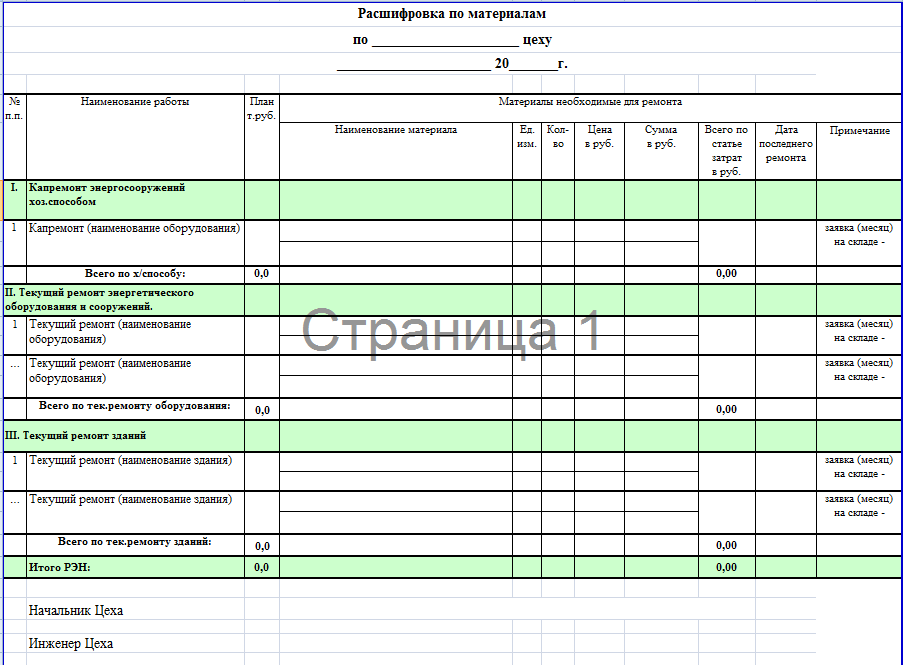 Расшифровка по материалам
по _____________________ цеху
______________________ 20_______г.
№ п.п. Наименование работы План т.руб. Материалы необходимые для ремонта
Наименование материала Ед. изм. Кол-во Цена в руб. Сумма в руб. Всего по статье затрат в руб. Дата последнего ремонта Примечание
I. Капремонт энергосооружений
хоз.способом
1 Капремонт (наименование оборудования) заявка (месяц)
на складе -
Всего по х/способу: 0,0 0,00
II. Текущий ремонт энергетического
оборудования и сооружений.
Страница 1
1 Текущий ремонт (наименование заявка (месяц)
оборудования) на складе -
... Текущий ремонт (наименование заявка (месяц)
оборудования) на складе -
Всего по тек.ремонту оборудования: 0,0 0,00
III. Текущий ремонт зданий
1 Текущий ремонт (наименование здания) заявка (месяц)
на складе -
... Текущий ремонт (наименование здания) заявка (месяц)
на складе -
Всего по тек.ремонту зданий: 0,0 0,00
Итого РЭН: 0,0 0,00
Начальник Цеха
Инженер Цеха